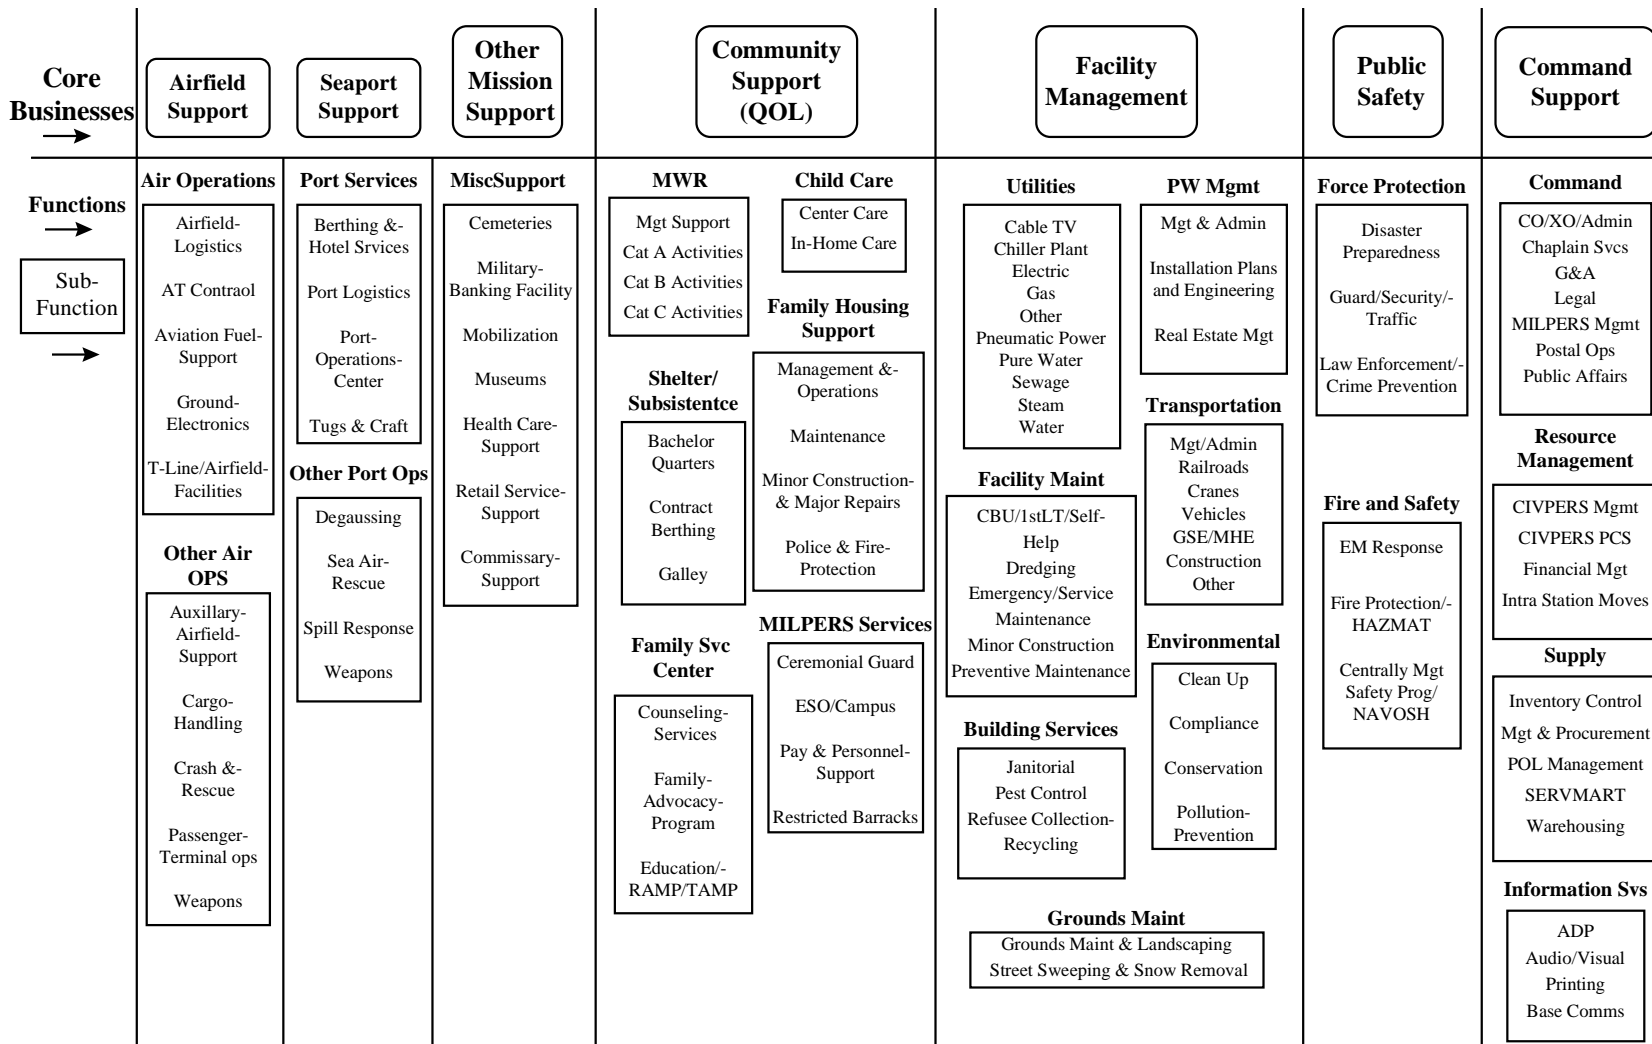 Core
Businesses
Airfield
Support
Seaport
Support
Other
Mission
Support
Community
Support
(QOL)
Facility
Management
Public
Safety
Command
Support
Functions
Sub-
Function
Air Operations
Airfield-
Logistics
AT Contraol
Aviation Fuel-
Support
Ground-
Electronics
T-Line/Airfield-
Facilities
Other Air
OPS
Auxillary-
Airfield-
Support
Cargo-
Handling
Crash &-
Rescue
Passenger-
Terminal ops
Weapons
Port Services
Berthing &-
Hotel Srvices
Port Logistics
Port-
Operations-
Center
Tugs & Craft
Other Port Ops
Degaussing
Sea Air-
Rescue
Spill Response
Weapons
MiscSupport
Cemeteries
Military-
Banking Facility
Mobilization
Museums
Health Care-
Support
Retail Service-
Support
Commissary-
Support
MWR
Mgt Support
Cat A Activities
Cat B Activities
Cat C Activities
Shelter/
Subsistentce
Bachelor
Quarters
Contract
Berthing
Galley
Family Svc
Center
Counseling-
Services
Family-
Advocacy-
Program
Education/-
RAMP/TAMP
Child Care
Center Care
In-Home Care
Family Housing
Support
Management &-
Operations
Maintenance
Minor Construction-
& Major Repairs
Police & Fire-
Protection
MILPERS Services
Ceremonial Guard
ESO/Campus
Pay & Personnel-
Support
Restricted Barracks
Utilities
Cable TV
Chiller Plant
Electric
Gas
Other
Pneumatic Power
Pure Water
Sewage
Steam
Water
Facility Maint
CBU/1stLT/Self-
Help
Dredging
Emergency/Service
Maintenance
Minor Construction
Preventive Maintenance
Building Services
Janitorial
Pest Control
Refusee Collection-
Recycling
PW Mgmt
Mgt & Admin
Installation Plans
and Engineering
Real Estate Mgt
Transportation
Mgt/Admin
Railroads
Cranes
Vehicles
GSE/MHE
Construction
Other
Environmental
Clean Up
Compliance
Conservation
Pollution-
Prevention
Grounds Maint
Grounds Maint & Landscaping
Street Sweeping & Snow Removal
Force Protection
Disaster
Preparedness
Guard/Security/-
Traffic
Law Enforcement/-
Crime Prevention
Fire and Safety
EM Response
Fire Protection/-
HAZMAT
Centrally Mgt
Safety Prog/
NAVOSH
Command
CO/XO/Admin
Chaplain Svcs
G&A
Legal
MILPERS Mgmt
Postal Ops
Public Affairs
Resource
Management
CIVPERS Mgmt
CIVPERS PCS
Financial Mgt
Intra Station Moves
Supply
Inventory Control
Mgt & Procurement
POL Management
SERVMART
Warehousing
Information Svs
ADP
Audio/Visual
Printing
Base Comms